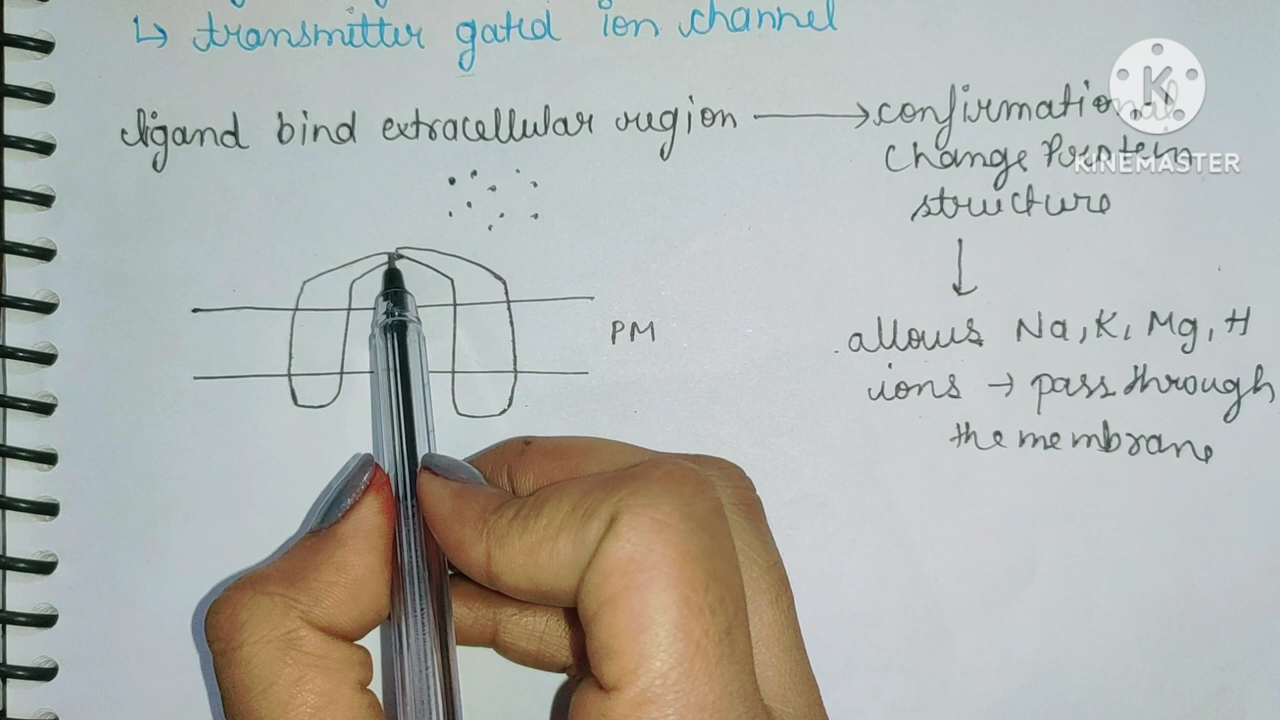 ↳ transmitter gated ion channel
ligand bind extracellular region ⟶ confirmational
change
structure
↓
allows Na, K, Mg, H
ions → pass through
the membrane
PM
K
KINEMASTER